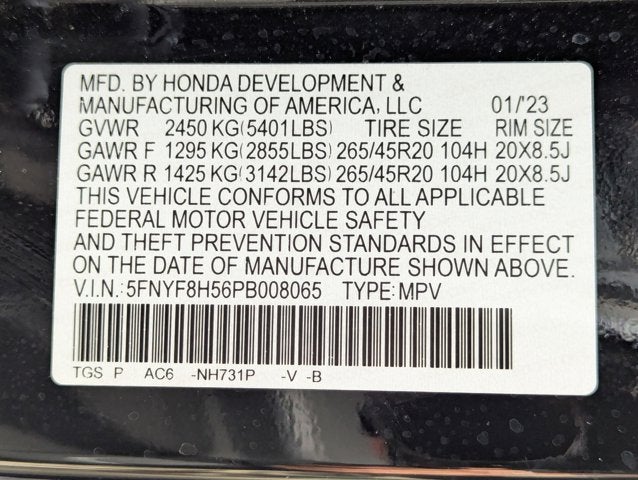 MFD. BY HONDA DEVELOPMENT &
MANUFACTURING OF AMERICA, LLC 01/'23
GVWR 2450 KG(5401LBS) TIRE SIZE RIM SIZE
GAWR F 1295 KG(2855LBS) 265/45R20 104H 20X8.5J
GAWR R 1425 KG(3142LBS) 265/45R20 104H 20X8.5J
THIS VEHICLE CONFORMS TO ALL APPLICABLE
FEDERAL MOTOR VEHICLE SAFETY
AND THEFT PREVENTION STANDARDS IN EFFECT
ON THE DATE OF MANUFACTURE SHOWN ABOVE.
V.I.N.:5FNYF8H56PB008065 TYPE:MPV
TGS P AC6 -NH731P -V -B